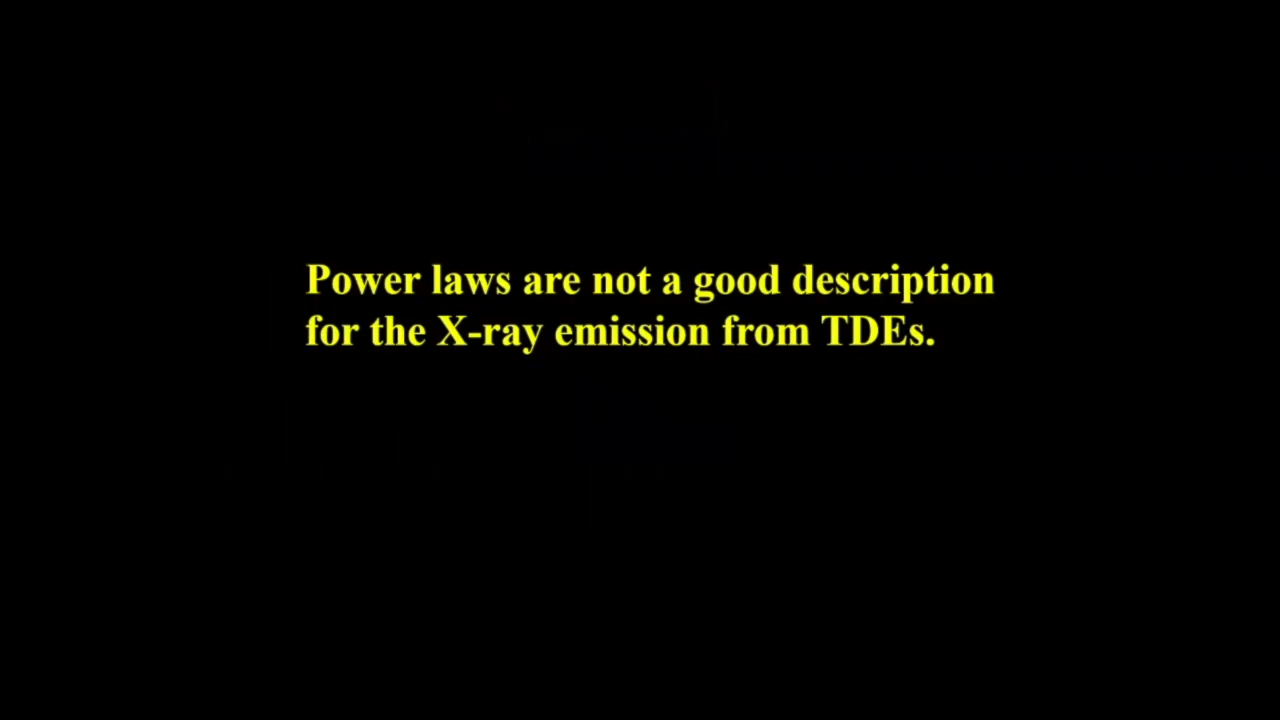 Power laws are not a good description
for the X-ray emission from TDEs.